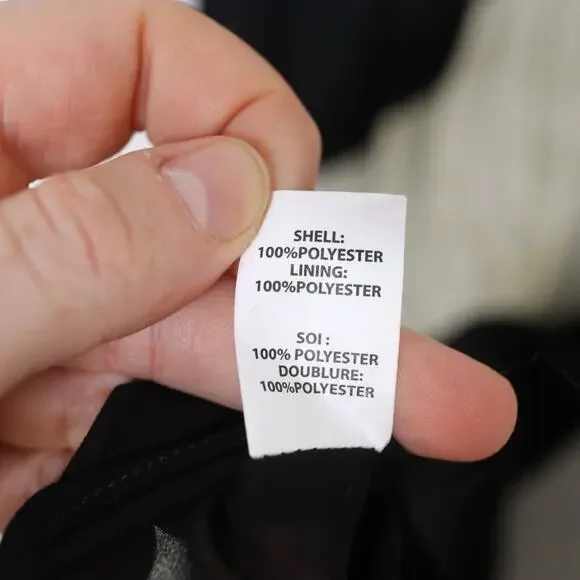 SHELL:
100%POLYESTER
LINING:
100%POLYESTER
SOI :
100% POLYESTER
DOUBLURE:
100%POLYESTER